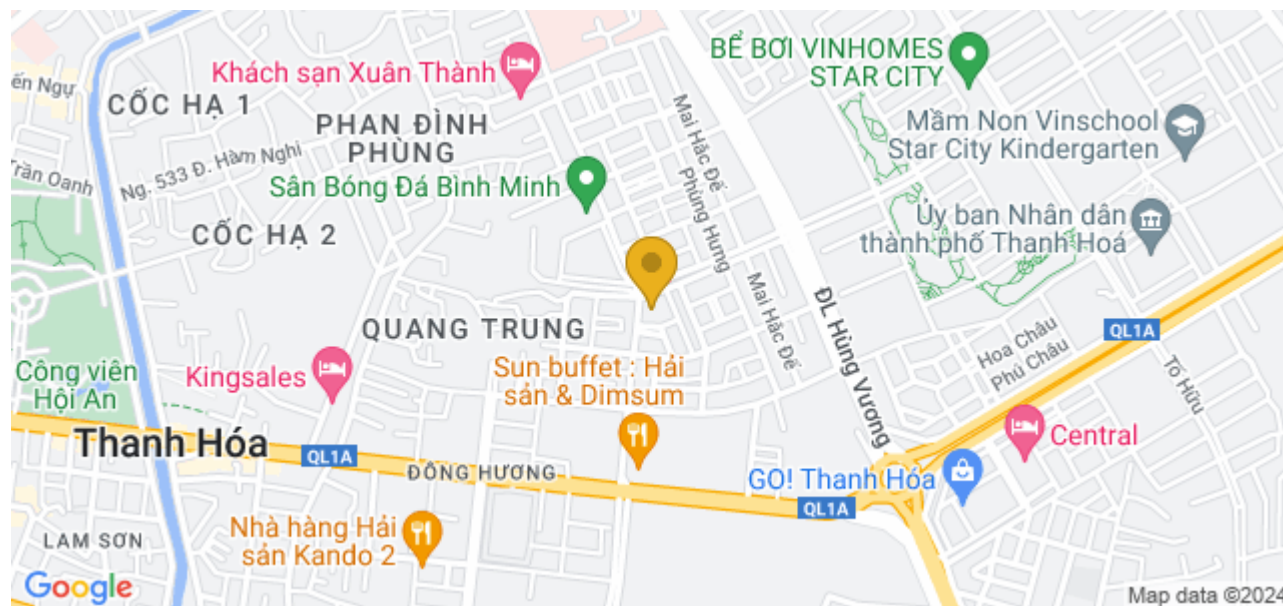 BỂ BƠI VINHOMES
STAR CITY
Khách sạn Xuân Thành
ến Ngự
CỐC HẠ 1
PHAN ĐÌNH
PHÙNG
Mai Hắc Đế
Mầm Non Vinschool
Star City Kindergarten
Ng. 533 Đ. Hàm Nghi
Trần Oanh
Sân Bóng Đá Bình Minh
Phùng Hưng
CỐC HẠ 2
Ủy ban Nhân dân
thành phố Thanh Hoá
Mai Hắc Đế
ĐL Hùng Vương
QUANG TRUNG
QL1A
Hoa Châu
Phú Châu
Tố Hữu
Công viên
Hội An
Kingsales
Sun buffet : Hải
sản & Dimsum
Thanh Hóa
QL1A
ĐÔNG HƯƠNG
Central
GO! Thanh Hóa
QL1A
Nhà hàng Hải
sản Kando 2
LAM SƠN
Google
Map data ©2024